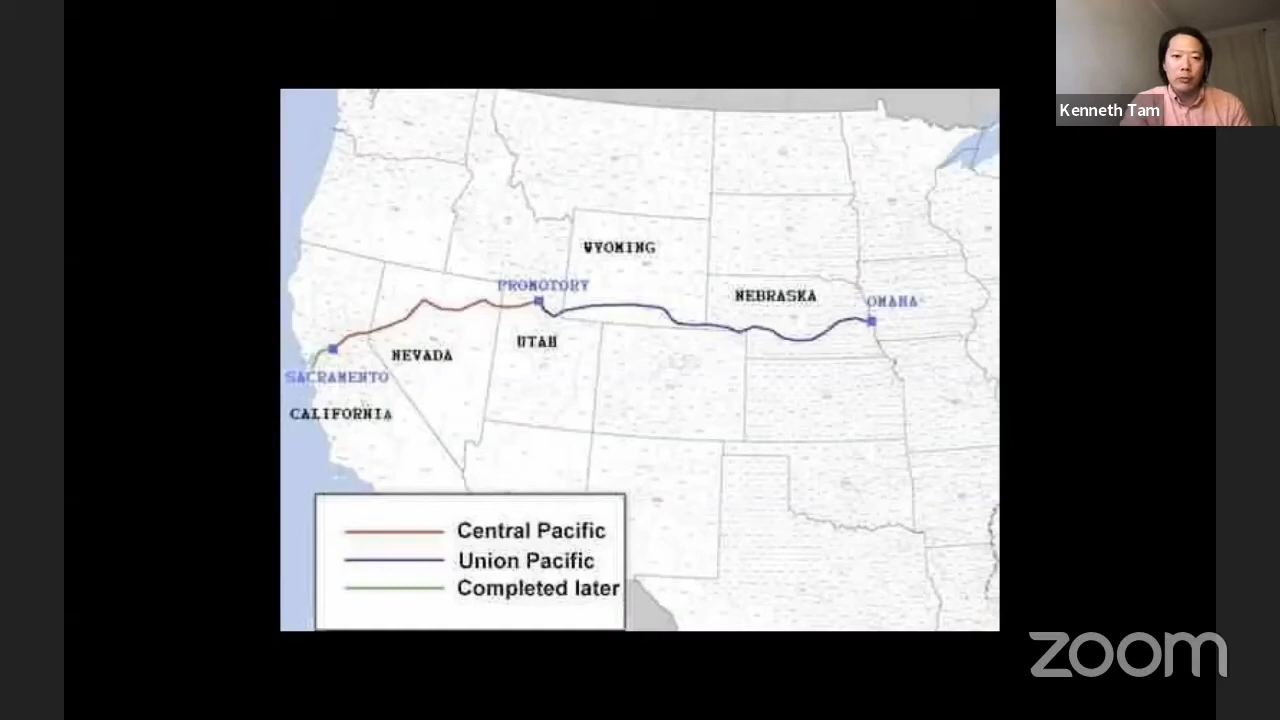 Kenneth Tam
WYOMING
PROMOTORY
NEBRASKA
OMAHA
UTAH
NEVADA
SACRAMENTO
CALIFORNIA
Central Pacific
Union Pacific
Completed later
zoom